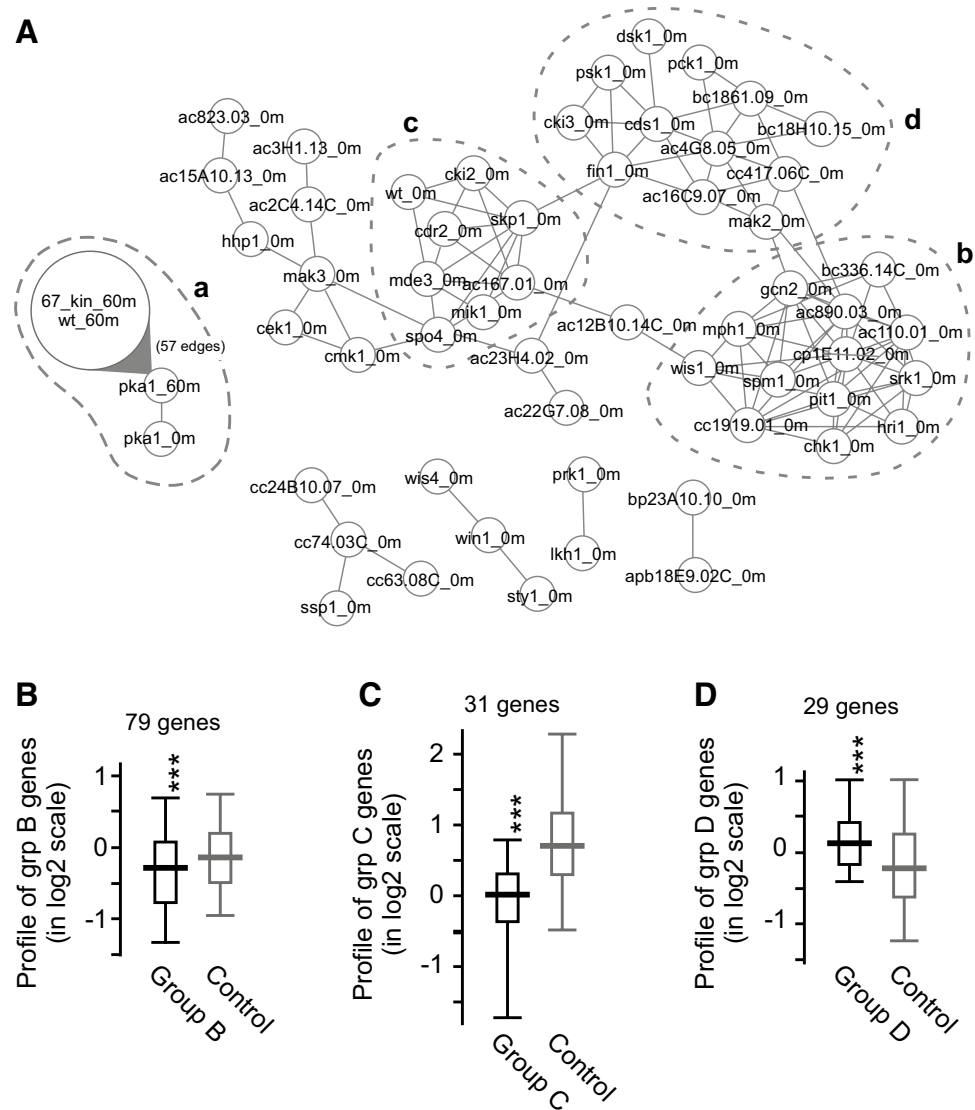 A
dsk1_0m
psk1_0m
pck1_0m
bc1861.09_0m
cki3_0m
cds1_0m
bc18H10.15_0m
d
ac4G8.05_0m
fin1_0m
cc417.06C_0m
ac16C9.07_0m
mak2_0m
ac823.03_0m
ac3H1.13_0m
ac15A10.13_0m
ac2C4.14C_0m
hhp1_0m
mak3_0m
cek1_0m
cmk1_0m
c
cki2_0m
wt_0m
skp1_0m
cdr2_0m
mde3_0m
ac167.01_0m
mik1_0m
spo4_0m
ac23H4.02_0m
ac12B10.14C_0m
ac22G7.08_0m
a
67_kin_60m
wt_60m
(57 edges)
pka1_60m
pka1_0m
b
bc336.14C_0m
gcn2_0m
ac890.03_0m
mph1_0m
ac110.01_0m
cp1E11.02_0m
wis1_0m
spm1_0m
srk1_0m
pit1_0m
cc1919.01_0m
hri1_0m
chk1_0m
cc24B10.07_0m
cc74.03C_0m
cc63.08C_0m
ssp1_0m
wis4_0m
win1_0m
sty1_0m
prk1_0m
lkh1_0m
bp23A10.10_0m
apb18E9.02C_0m
B
79 genes
Profile of grp B genes
(in log2 scale)
1
0
-1
***
Group B
Control
C
31 genes
Profile of grp C genes
(in log2 scale)
2
1
0
-1
***
Group C
Control
D
29 genes
Profile of grp D genes
(in log2 scale)
1
0
-1
***
Group D
Control